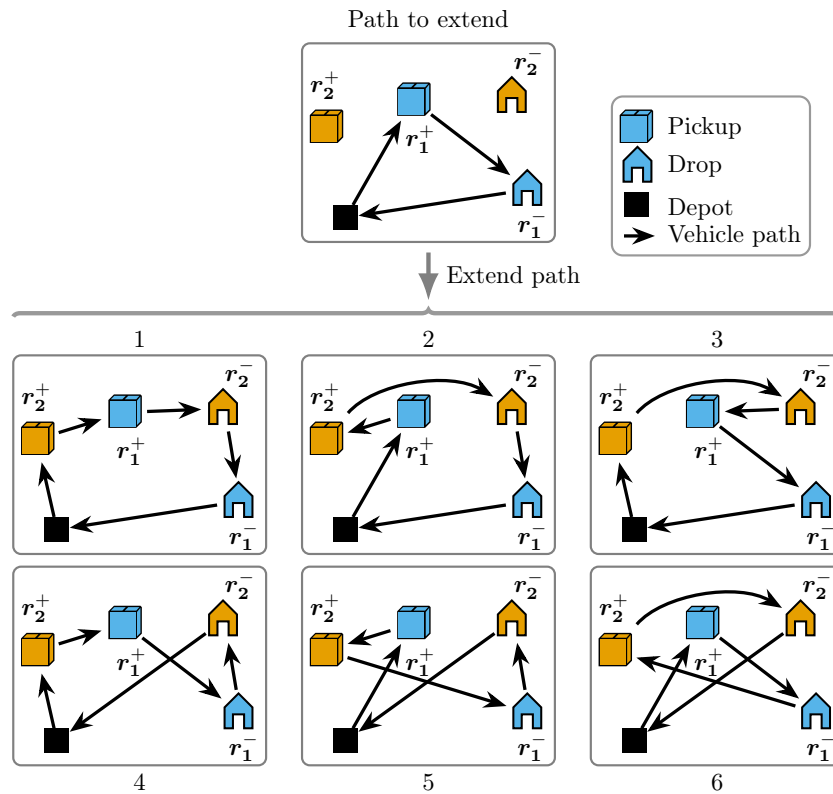 Path to extend
r₂⁺
r₂⁻
r₁⁺
r₁⁻
Pickup
Drop
Depot
Vehicle path
Extend path
1
2
3
r₂⁺
r₂⁻
r₁⁺
r₁⁻
r₂⁺
r₂⁻
r₁⁺
r₁⁻
r₂⁺
r₂⁻
r₁⁺
r₁⁻
r₂⁺
r₂⁻
r₁⁺
r₁⁻
r₂⁺
r₂⁻
r₁⁺
r₁⁻
r₂⁺
r₂⁻
r₁⁺
r₁⁻
4
5
6